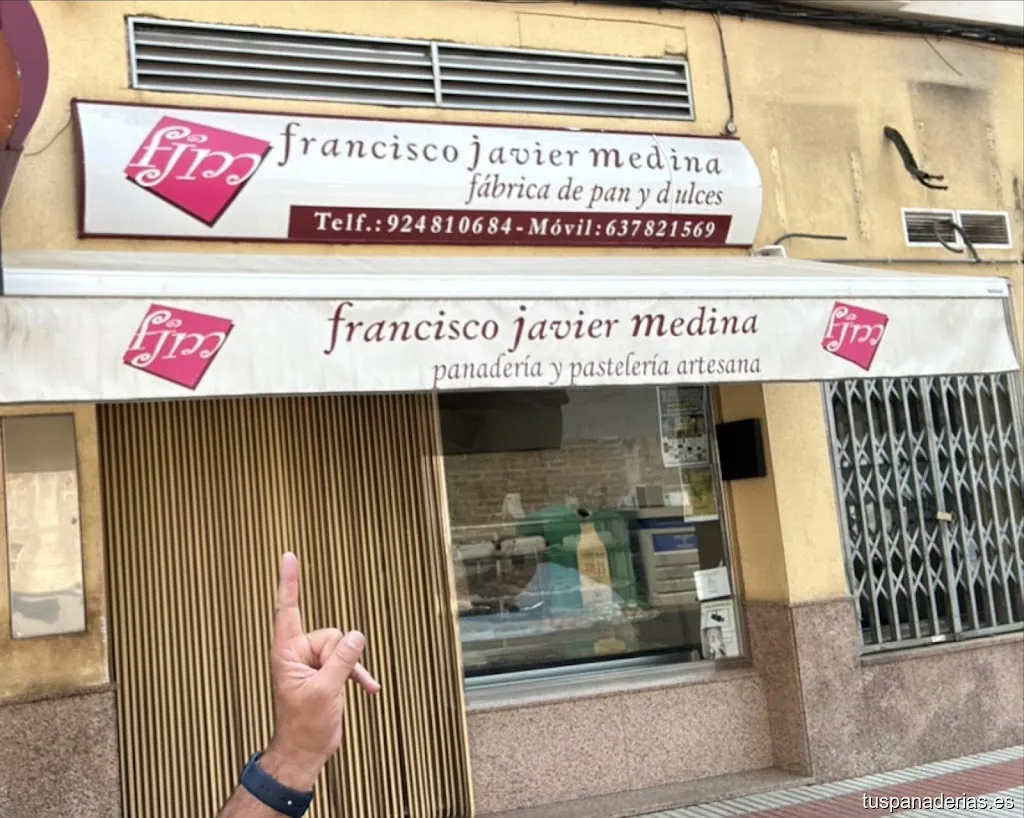 fjm
francisco javier medina
fábrica de pan y dulces
Telf.: 924810684 - Móvil: 637821569
fjm
francisco javier medina
panadería y pastelería artesana
fjm
tuspanaderias.es